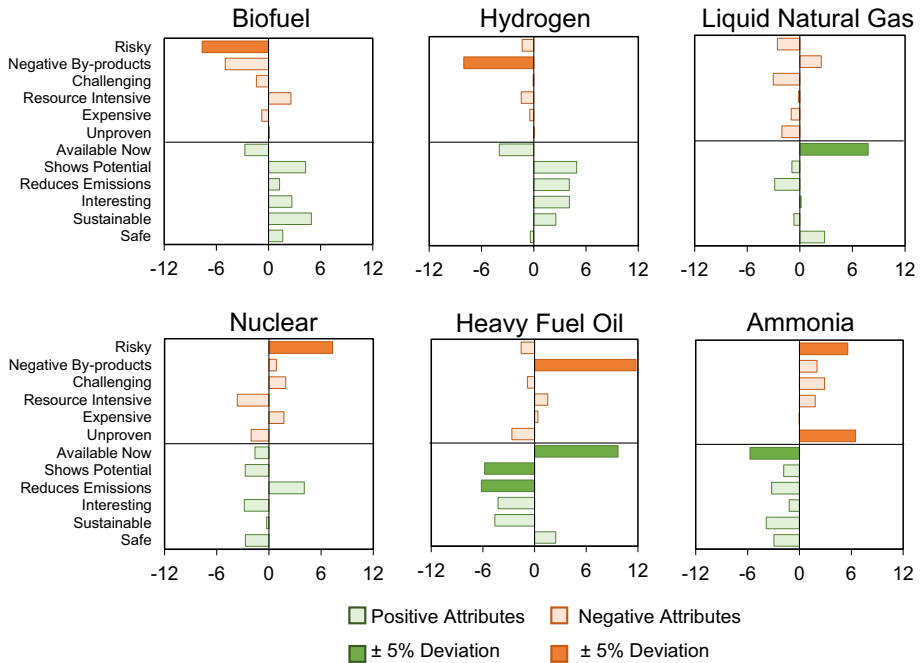 Biofuel Hydrogen Liquid Natural Gas
Risky
Negative By-products
Challenging
Resource Intensive
Expensive
Unproven
Available Now
Shows Potential
Reduces Emissions
Interesting
Sustainable
Safe
-12 -6 0 6 12 -12 -6 0 6 12 -12 -6 0 6 12
Nuclear Heavy Fuel Oil Ammonia
Risky
Negative By-products
Challenging
Resource Intensive
Expensive
Unproven
Available Now
Shows Potential
Reduces Emissions
Interesting
Sustainable
Safe
-12 -6 0 6 12 -12 -6 0 6 12 -12 -6 0 6 12
Positive Attributes Negative Attributes
± 5% Deviation ± 5% Deviation